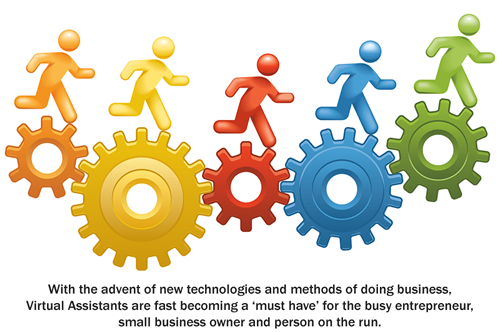 With the advent of new technologies and methods of doing business,
Virtual Assistants are fast becoming a ‘must have’ for the busy entrepreneur,
small business owner and person on the run.